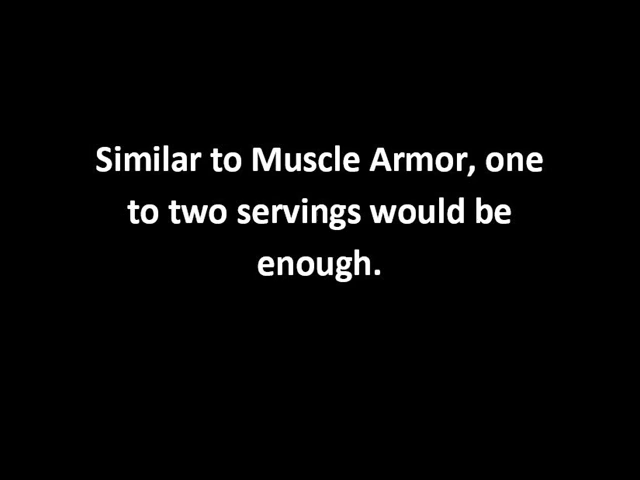 Similar to Muscle Armor, one
to two servings would be
enough.